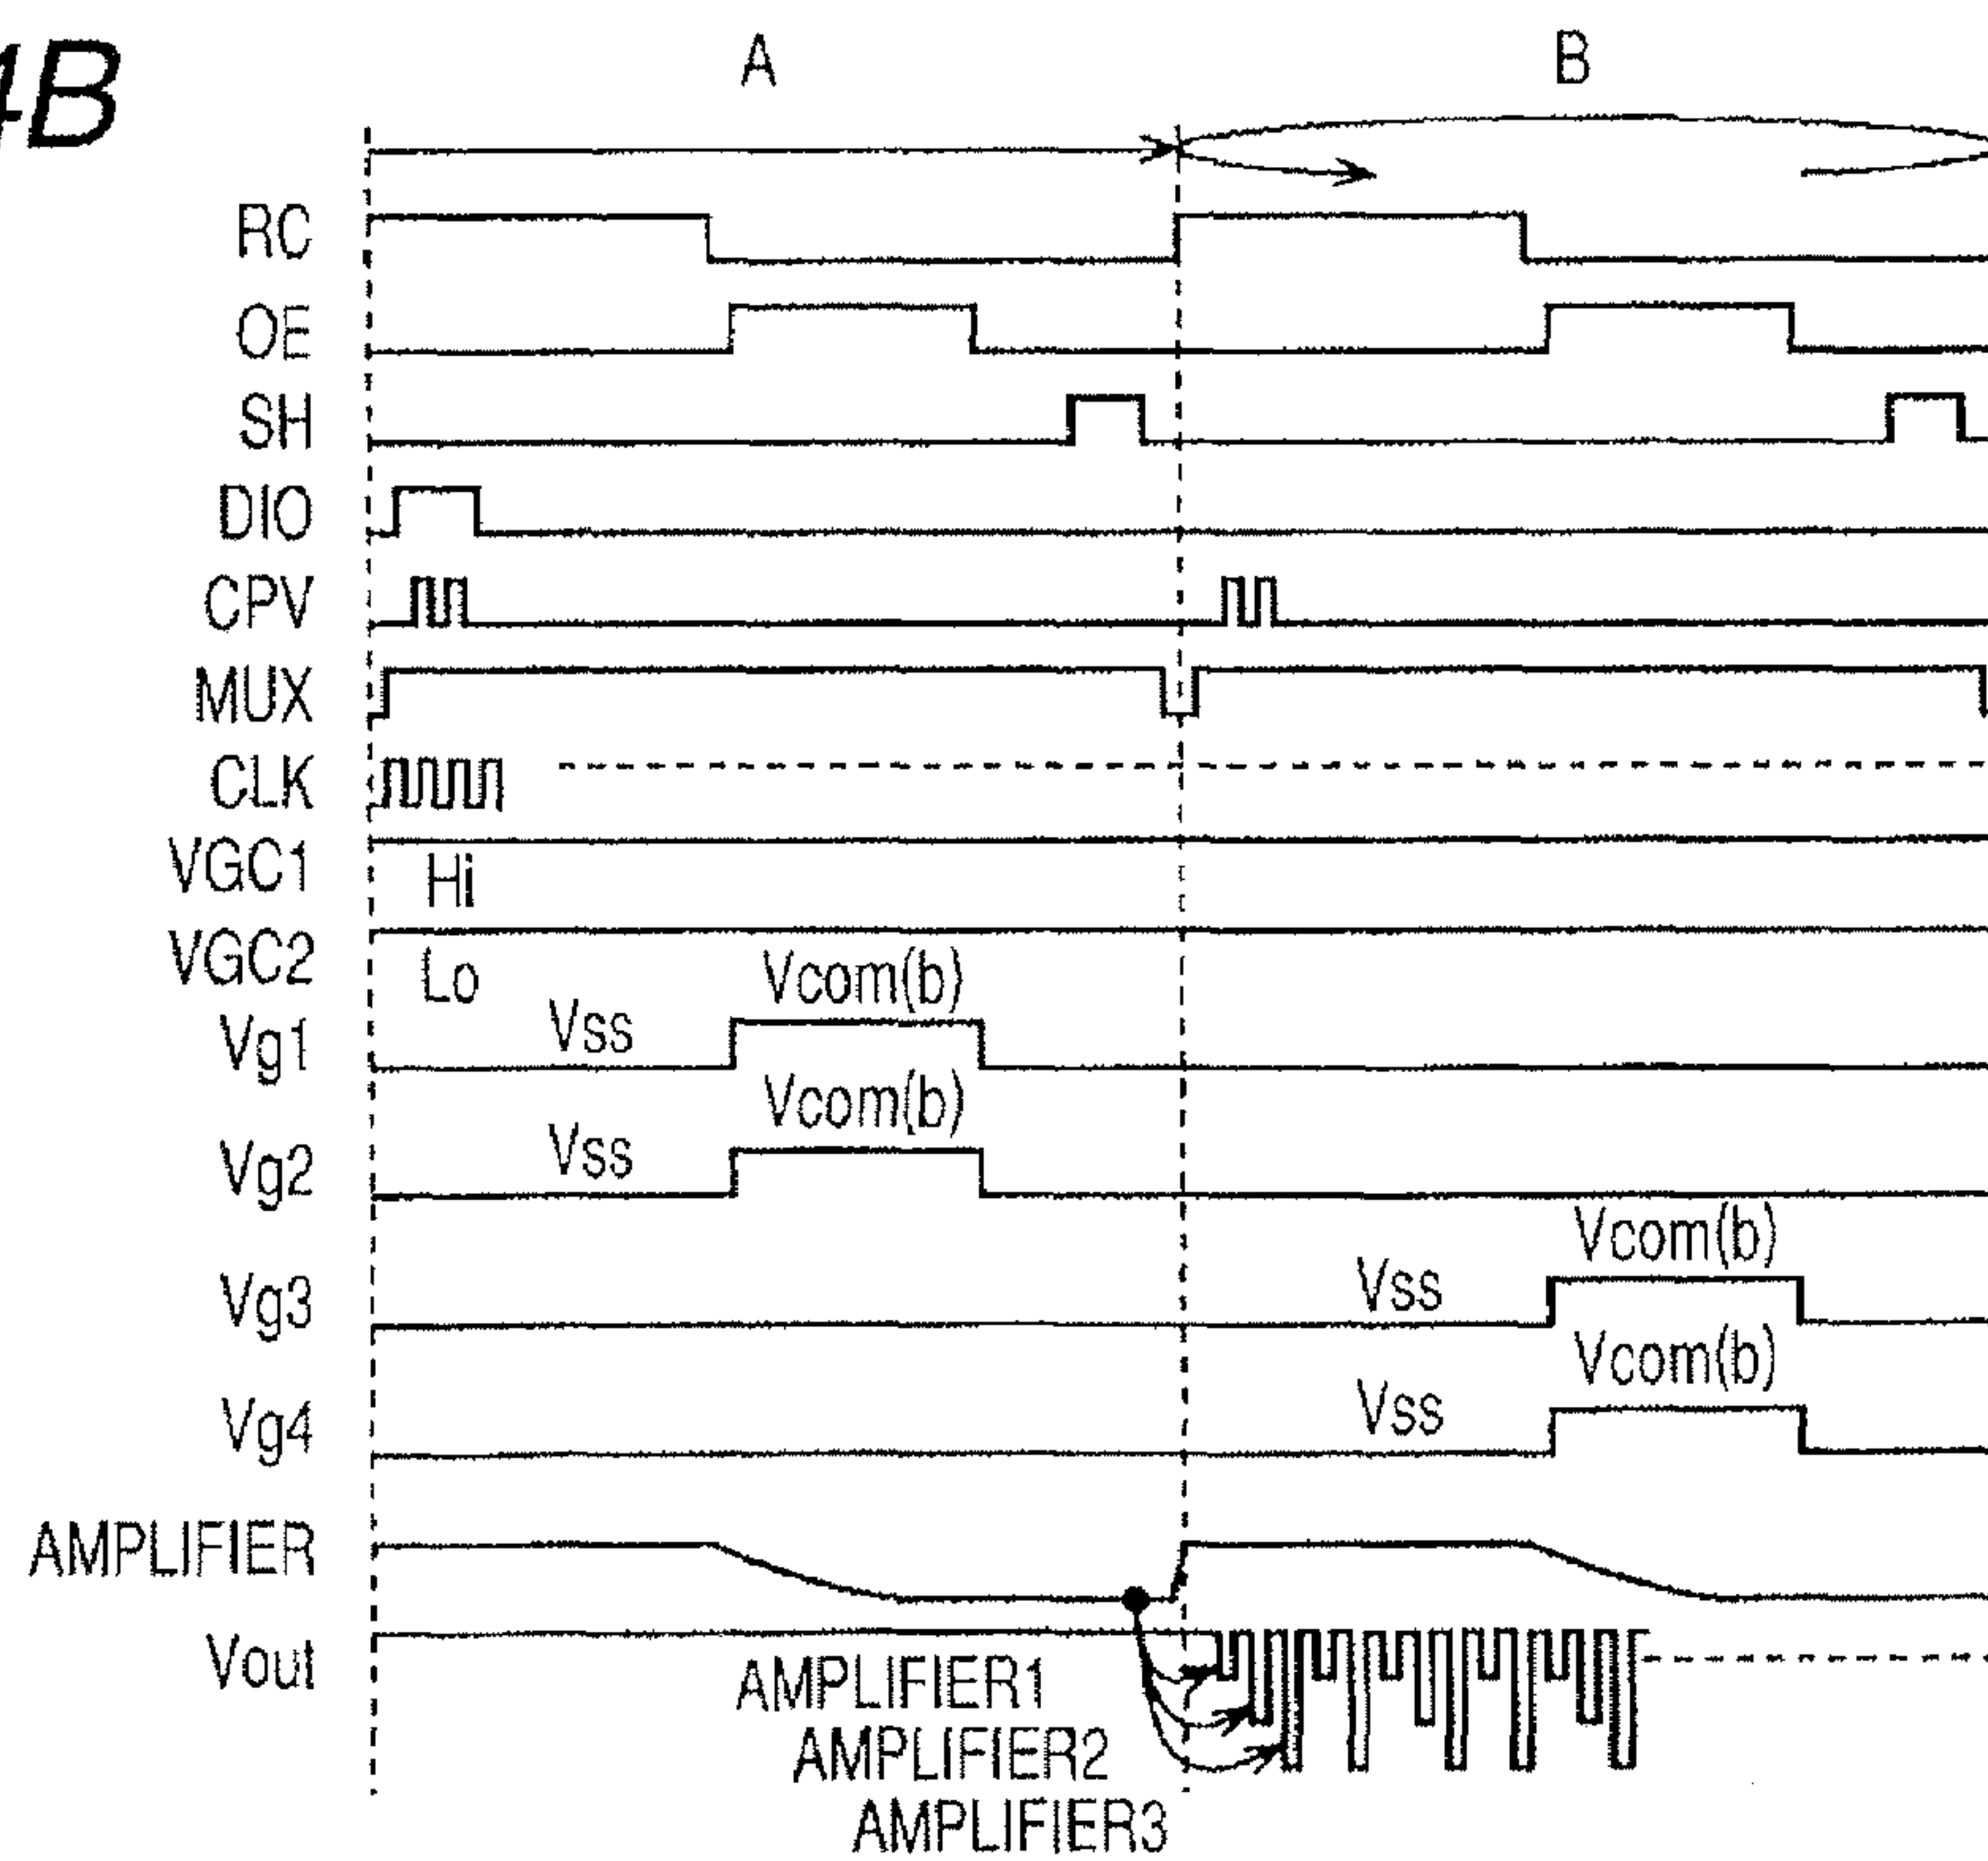 4B
A B
RC
OE
SH
DIO
CPV
MUX
CLK
VGC1
Hi
VGC2
Lo
Vcom(b)
Vg1
Vss
Vcom(b)
Vg2
Vss
Vcom(b)
Vg3
Vss
Vcom(b)
Vg4
Vss
AMPLIFIER
Vout
AMPLIFIER1
AMPLIFIER2
AMPLIFIER3